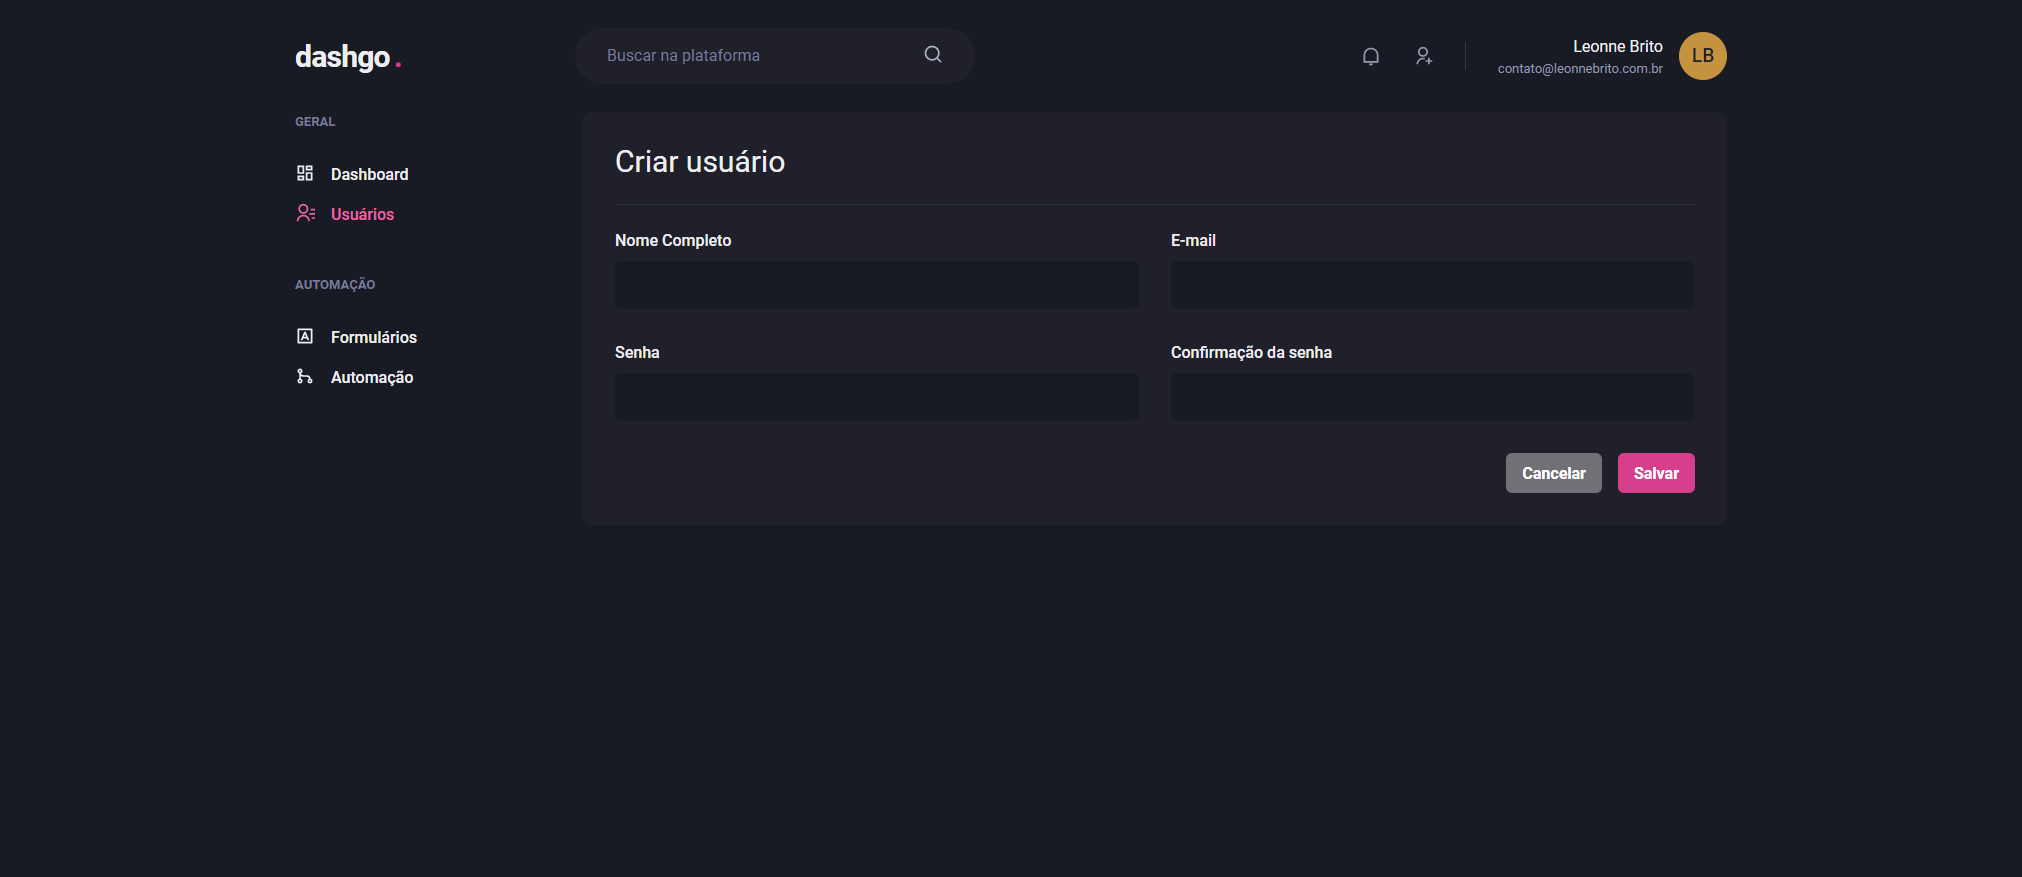 dashgo.
Buscar na plataforma
Leonne Brito
contato@leonnebrito.com.br
LB
GERAL
Dashboard
Usuários
AUTOMAÇÃO
Formulários
Automação
Criar usuário
Nome Completo
E-mail
Senha
Confirmação da senha
Cancelar
Salvar